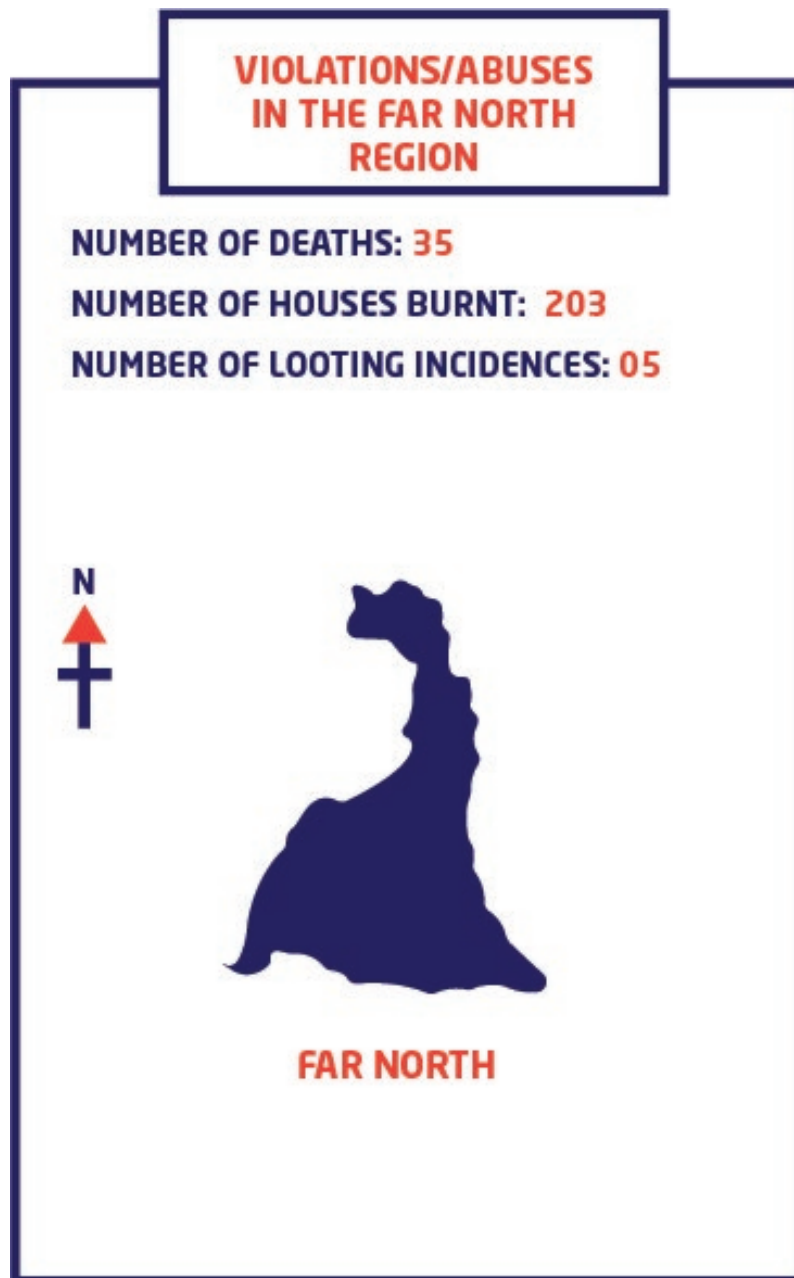 VIOLATIONS/ABUSES
IN THE FAR NORTH
REGION
NUMBER OF DEATHS: 35
NUMBER OF HOUSES BURNT: 203
NUMBER OF LOOTING INCIDENCES: 05
N
FAR NORTH